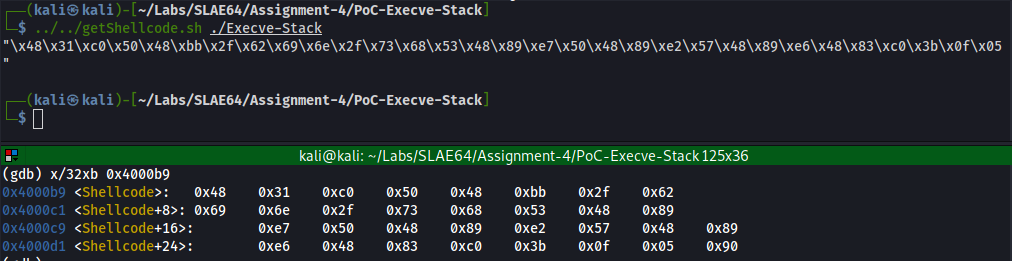 ┌──(kali㉿kali)-[~/Labs/SLAE64/Assignment-4/PoC-Execve-Stack]
└─$ ../../getShellcode.sh ./Execve-Stack
"\x48\x31\xc0\x50\x48\xbb\x2f\x62\x69\x6e\x2f\x73\x68\x53\x48\x89\xe7\x50\x48\x89\xe2\x57\x48\x89\xe6\x48\x83\xc0\x3b\x0f\x05
"
┌──(kali㉿kali)-[~/Labs/SLAE64/Assignment-4/PoC-Execve-Stack]
└─$
kali@kali: ~/Labs/SLAE64/Assignment-4/PoC-Execve-Stack 125x36
(gdb) x/32xb 0x4000b9
0x4000b9 <Shellcode>: 0x48 0x31 0xc0 0x50 0x48 0xbb 0x2f 0x62
0x4000c1 <Shellcode+8>: 0x69 0x6e 0x2f 0x73 0x68 0x53 0x48 0x89
0x4000c9 <Shellcode+16>: 0xe7 0x50 0x48 0x89 0xe2 0x57 0x48 0x89
0x4000d1 <Shellcode+24>: 0xe6 0x48 0x83 0xc0 0x3b 0x0f 0x05 0x90